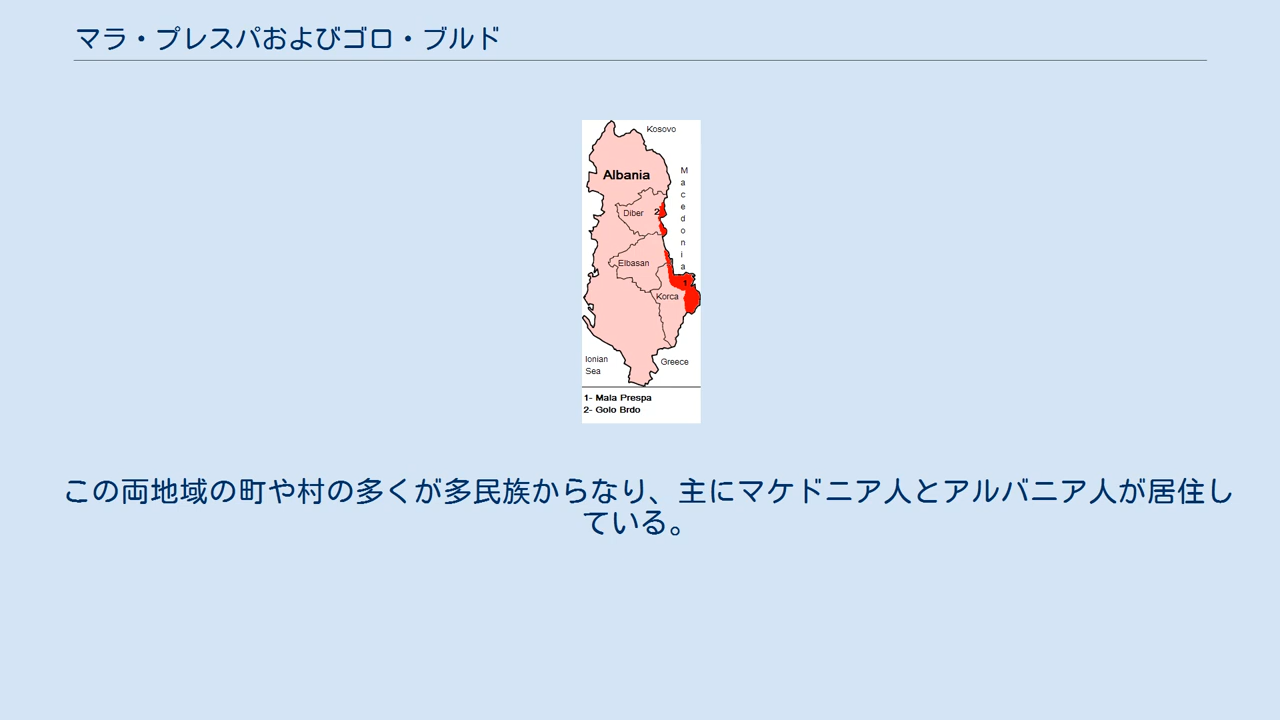 マラ・プレスパおよびゴロ・ブルド
Kosovo
Albania
Macedonia
Diber
2
Elbasan
1
Korca
Ionian
Sea
Greece
1- Mala Prespa
2- Golo Brdo
この両地域の町や村の多くが多民族からなり、主にマケドニア人とアルバニア人が居住し
ている。